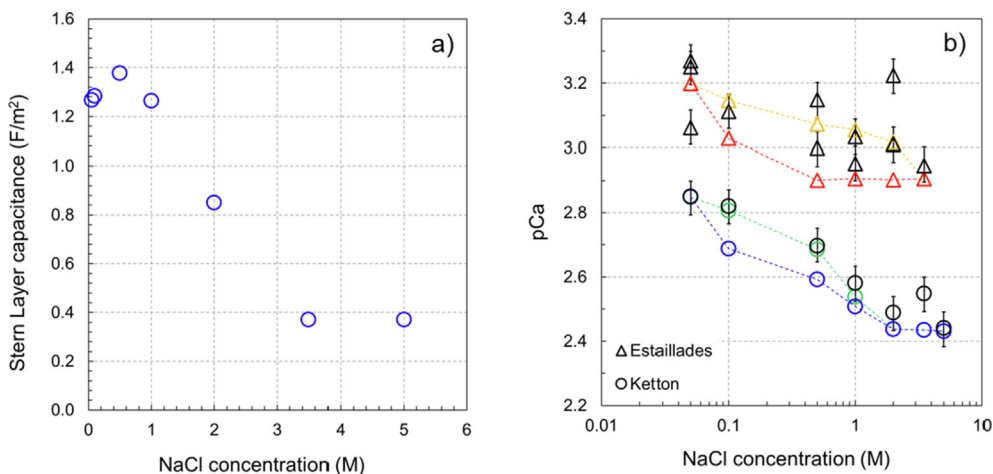 a)
Stern Layer capacitance (F/m²)
1.6
1.4
1.2
1.0
0.8
0.6
0.4
0.2
0.0
0 1 2 3 4 5 6
NaCl concentration (M)
b)
pCa
3.4
3.2
3.0
2.8
2.6
2.4
2.2
Estaillades
Ketton
0.01 0.1 1 10
NaCl concentration (M)